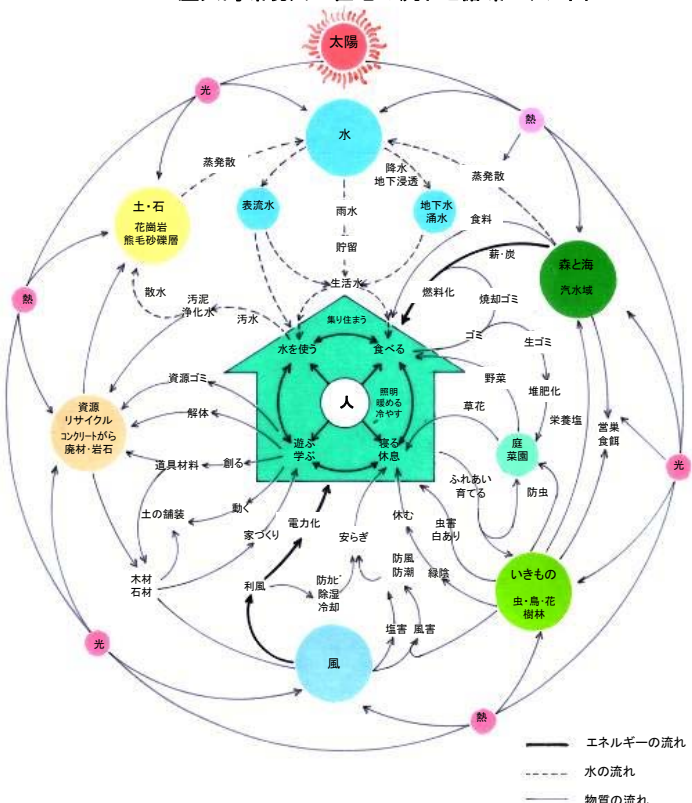 太陽
光
熱
水
蒸発散
降水
地下浸透
蒸発散
土・石
花崗岩
熊毛砂礫層
表流水
雨水
地下水
湧水
食料
貯留
薪・炭
森と海
汽水域
生活水
燃料化
焼却ゴミ
熱
散水
汚泥
浄化水
汚水
集り住まう
ゴミ
生ゴミ
水を使う
食べる
資源ゴミ
野菜
堆肥化
照明
暖める
冷やす
人
栄養塩
資源
リサイクル
コンクリートがら
廃材・岩石
解体
草花
営巣
食餌
遊ぶ
学ぶ
寝る
休息
庭
菜園
光
道具材料
創る
ふれあい
育てる
防虫
動く
土の舗装
電力化
休む
虫害
白あり
家づくり
安らぎ
防風
防潮
緑陰
いきもの
虫・鳥・花
樹林
木材
石材
利風
防カビ
除湿
冷却
塩害
風害
光
風
熱
エネルギーの流れ
水の流れ
物質の流れ